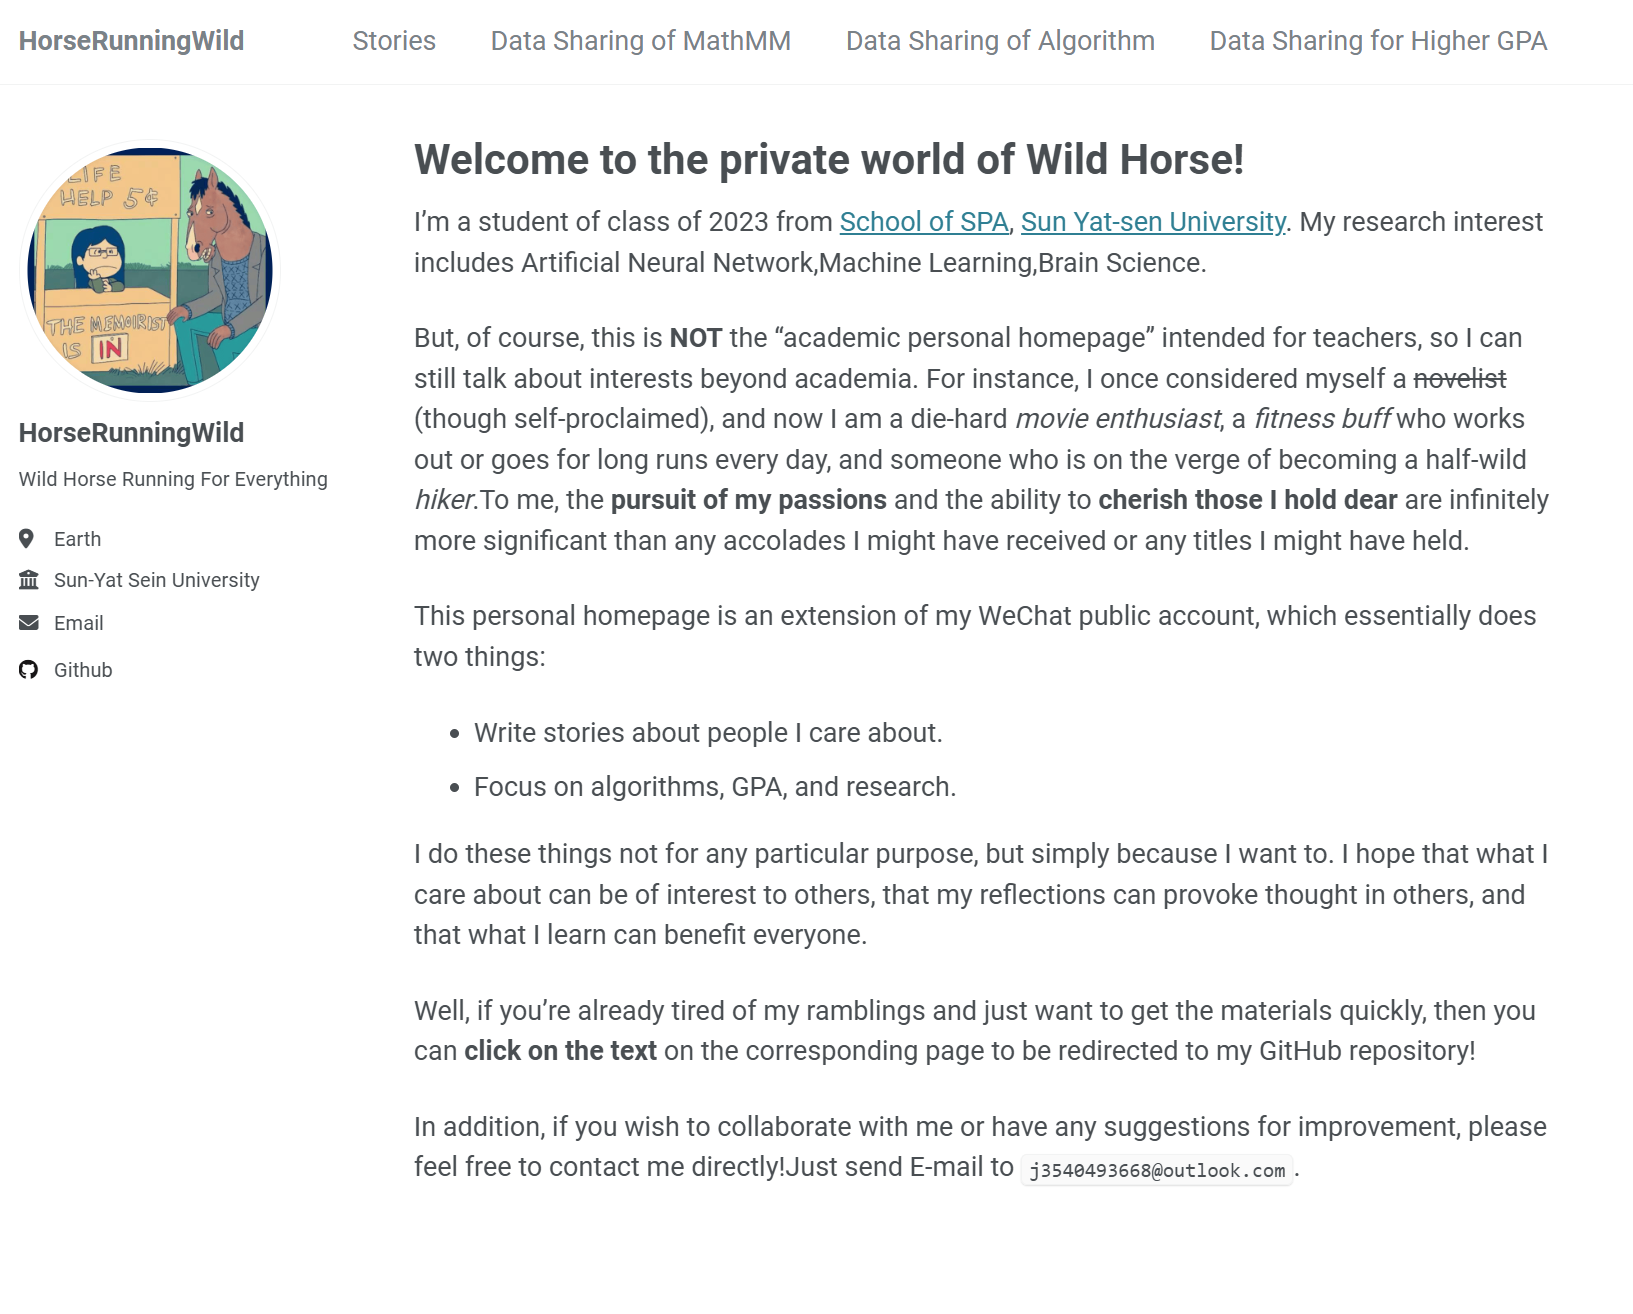 HorseRunningWild
Stories
Data Sharing of MathMM
Data Sharing of Algorithm
Data Sharing for Higher GPA
LIFE
HELP 5¢
THE MEMOIRIST
IS IN
HorseRunningWild
Wild Horse Running For Everything
Earth
Sun-Yat Sein University
Email
Github
Welcome to the private world of Wild Horse!
I’m a student of class of 2023 from School of SPA, Sun Yat-sen University. My research interest
includes Artificial Neural Network,Machine Learning,Brain Science.
But, of course, this is NOT the “academic personal homepage” intended for teachers, so I can
still talk about interests beyond academia. For instance, I once considered myself a novelist
(though self-proclaimed), and now I am a die-hard movie enthusiast, a fitness buff who works
out or goes for long runs every day, and someone who is on the verge of becoming a half-wild
hiker.To me, the pursuit of my passions and the ability to cherish those I hold dear are infinitely
more significant than any accolades I might have received or any titles I might have held.
This personal homepage is an extension of my WeChat public account, which essentially does
two things:
• Write stories about people I care about.
• Focus on algorithms, GPA, and research.
I do these things not for any particular purpose, but simply because I want to. I hope that what I
care about can be of interest to others, that my reflections can provoke thought in others, and
that what I learn can benefit everyone.
Well, if you’re already tired of my ramblings and just want to get the materials quickly, then you
can click on the text on the corresponding page to be redirected to my GitHub repository!
In addition, if you wish to collaborate with me or have any suggestions for improvement, please
feel free to contact me directly!Just send E-mail to j3540493668@outlook.com.